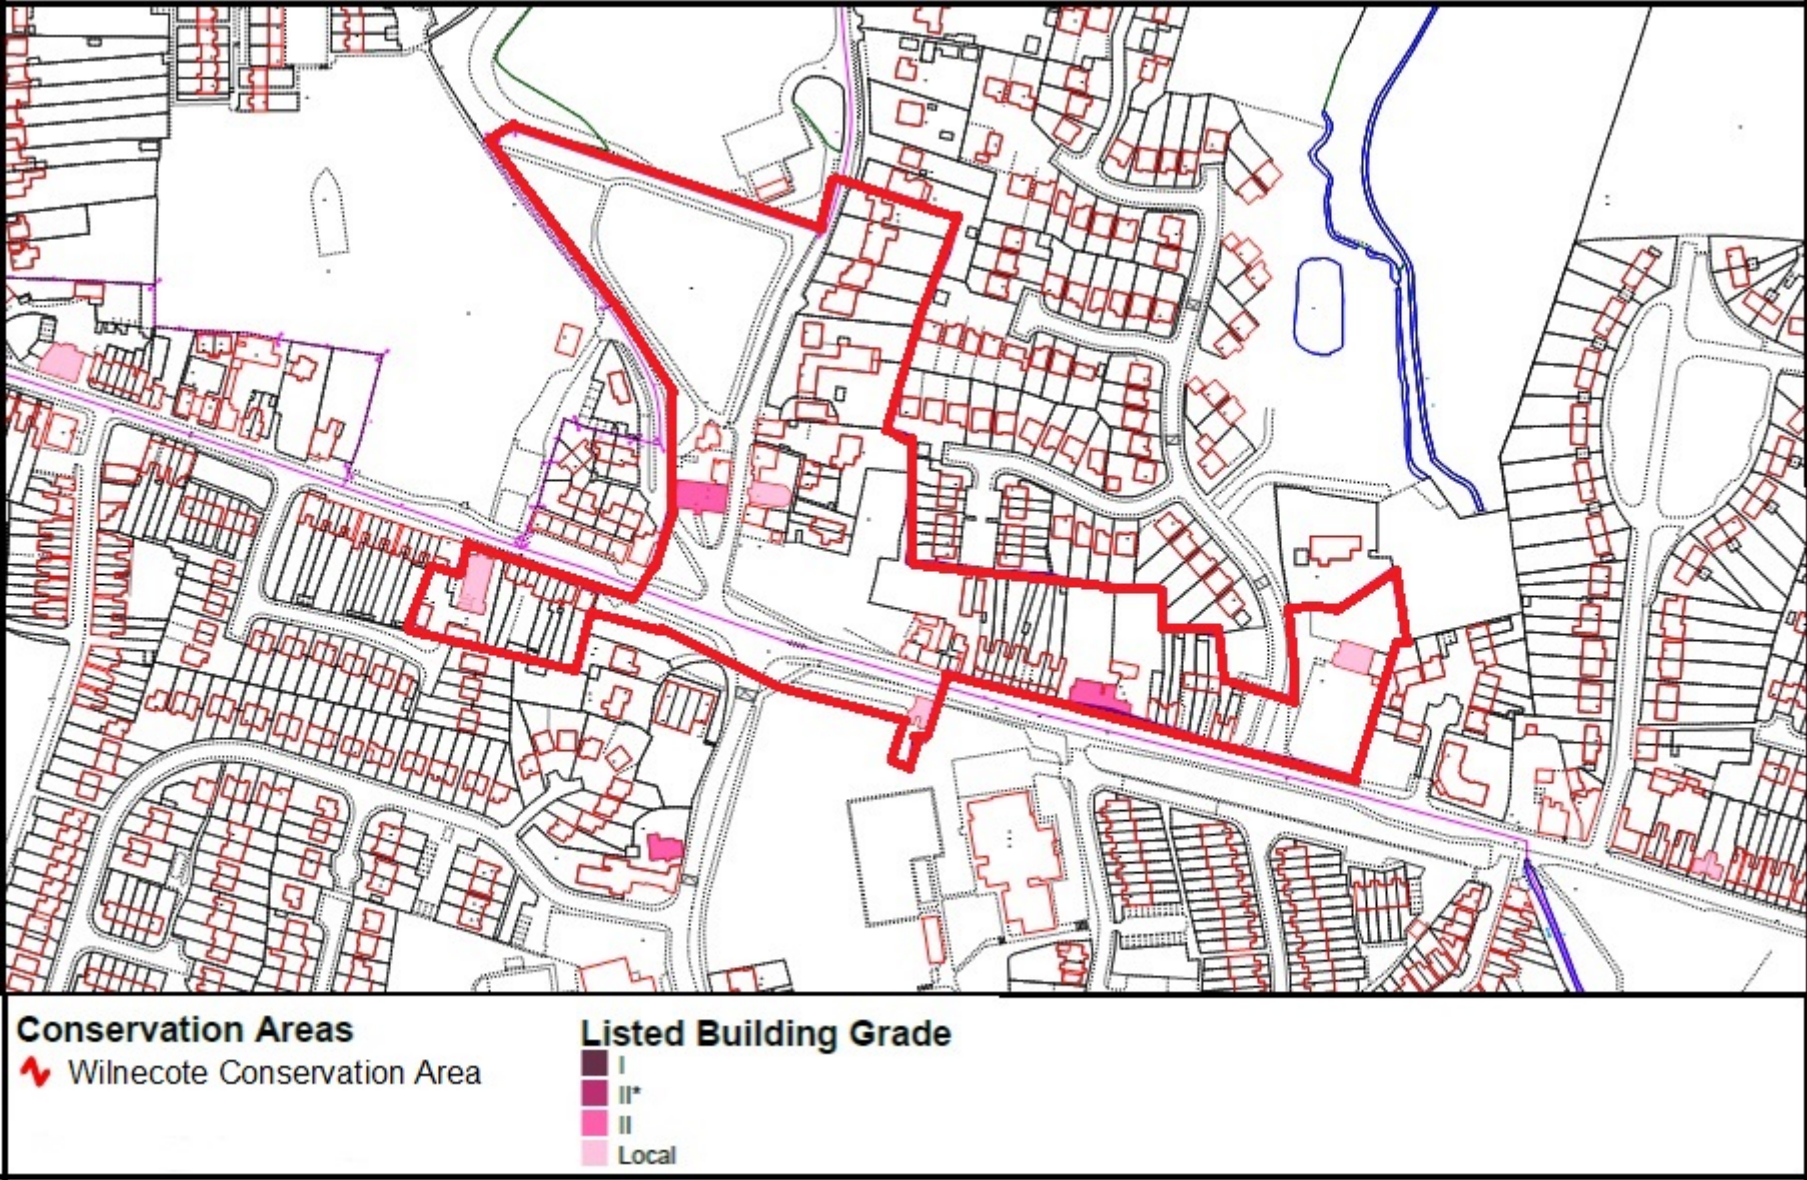 Conservation Areas
Wilnecote Conservation Area
Listed Building Grade
I
II*
II
Local